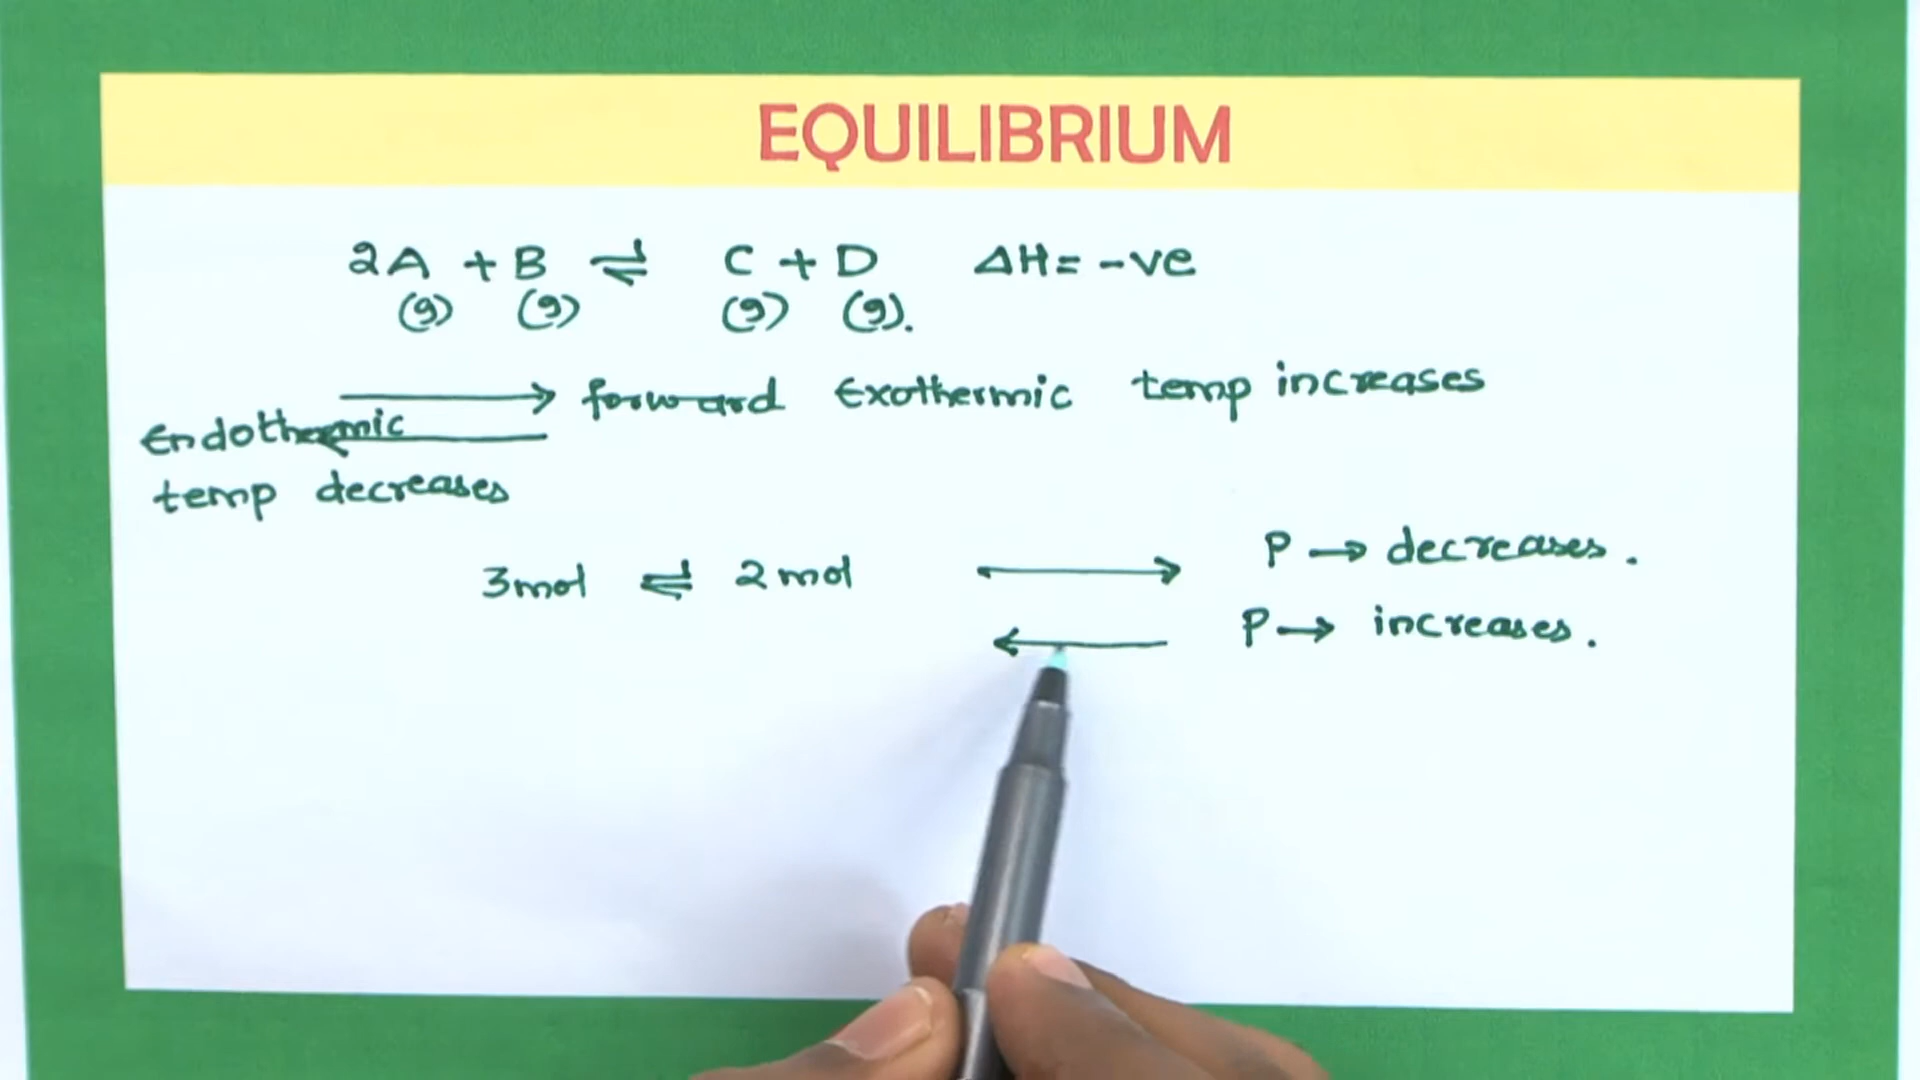 EQUILIBRIUM
2A + B ⇌ C + D ΔH = -ve
(g) (g) (g) (g).
→ forward Exothermic temp increases
Endothermic ←
temp decreases
3mol ⇌ 2mol → P → decreases.
← P → increases.